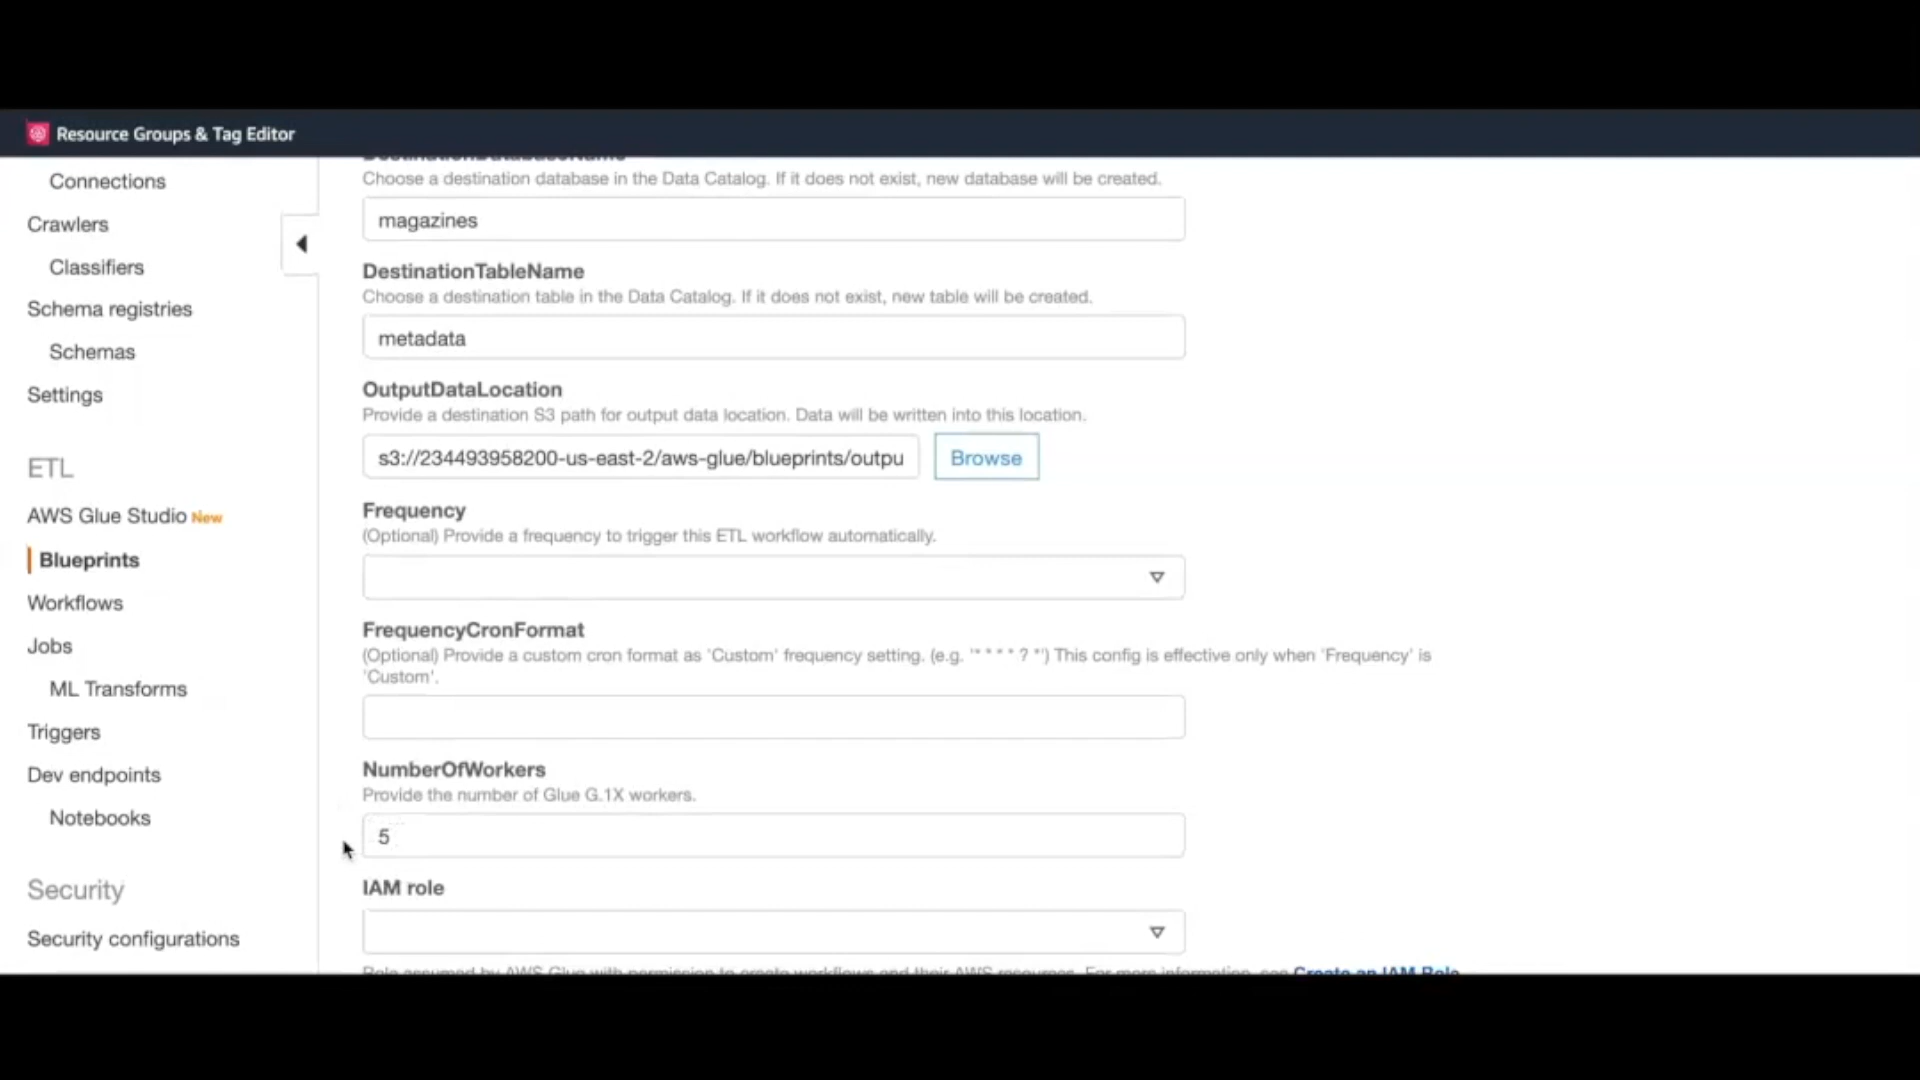 Resource Groups & Tag Editor
Connections
Crawlers
Classifiers
Schema registries
Schemas
Settings
ETL
AWS Glue Studio New
Blueprints
Workflows
Jobs
ML Transforms
Triggers
Dev endpoints
Notebooks
Security
Security configurations
DestinationDatabaseName
Choose a destination database in the Data Catalog. If it does not exist, new database will be created.
magazines
DestinationTableName
Choose a destination table in the Data Catalog. If it does not exist, new table will be created.
metadata
OutputDataLocation
Provide a destination S3 path for output data location. Data will be written into this location.
s3://234493958200-us-east-2/aws-glue/blueprints/outpu
Browse
Frequency
(Optional) Provide a frequency to trigger this ETL workflow automatically.
FrequencyCronFormat
(Optional) Provide a custom cron format as 'Custom' frequency setting. (e.g. '* * * * ? *') This config is effective only when 'Frequency' is
'Custom'.
NumberOfWorkers
Provide the number of Glue G.1X workers.
5
IAM role
Role assumed by AWS Glue with permission to create workflows and their AWS resources. For more information, see Create an IAM Role